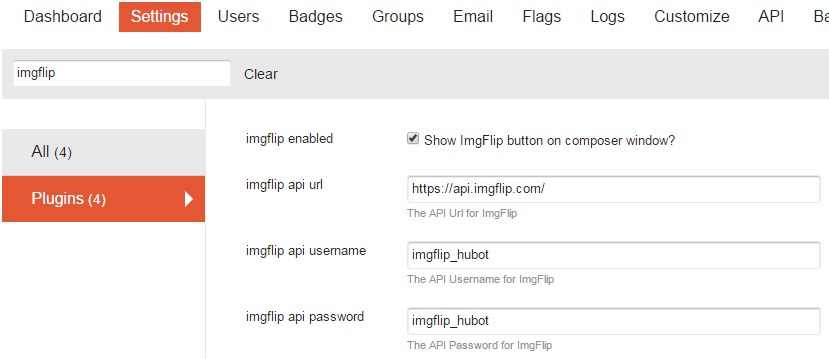 Dashboard Settings Users Badges Groups Email Flags Logs Customize API Ba
imgflip Clear
All (4)
Plugins (4)
imgflip enabled Show ImgFlip button on composer window?
imgflip api url https://api.imgflip.com/
The API Url for ImgFlip
imgflip api username imgflip_hubot
The API Username for ImgFlip
imgflip api password imgflip_hubot
The API Password for ImgFlip